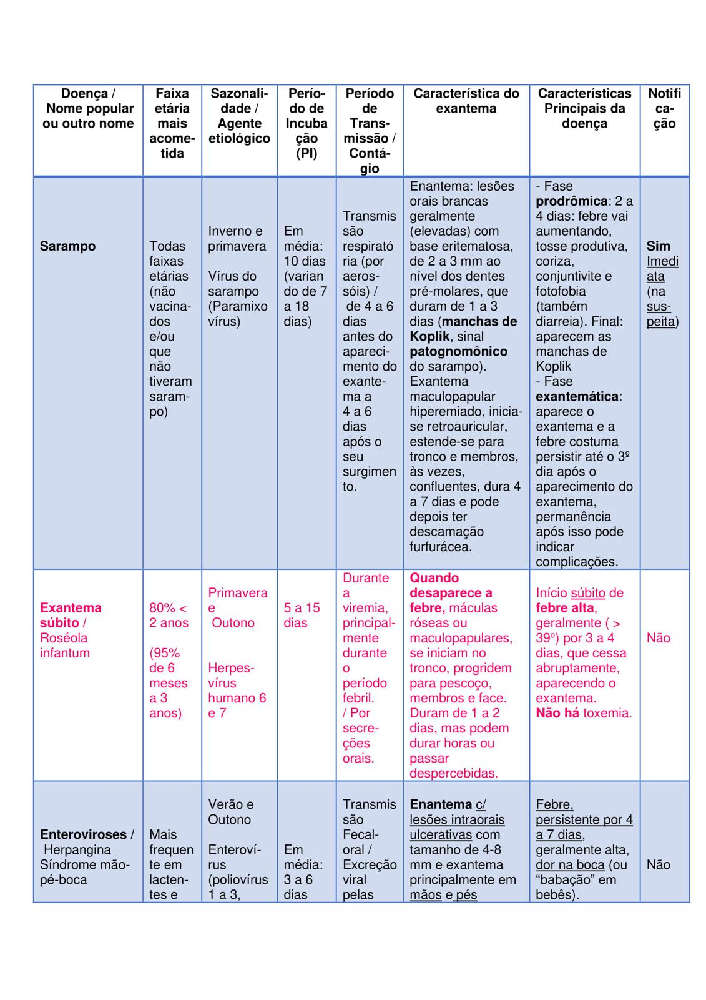 Doença /
Nome popular
ou outro nome
Faixa
etária
mais
acome-
tida
Sazonali-
dade /
Agente
etiológico
Perío-
do de
Incuba
ção
(PI)
Período
de
Trans-
missão /
Contá-
gio
Característica do
exantema
Características
Principais da
doença
Notifi
ca-
ção
Sarampo
Todas
faixas
etárias
(não
vacina-
dos
e/ou
que
não
tiveram
saram-
po)
Inverno e
primavera
Vírus do
sarampo
(Paramixo
vírus)
Em
média:
10 dias
(varian
do de 7
a 18
dias)
Transmis
são
respirató
ria (por
aeros-
sóis) /
de 4 a 6
dias
antes do
apareci-
mento do
exante-
ma a
4 a 6
dias
após o
seu
surgimen
to.
Enantema: lesões
orais brancas
geralmente
(elevadas) com
base eritematosa,
de 2 a 3 mm ao
nível dos dentes
pré-molares, que
duram de 1 a 3
dias (manchas de
Koplik, sinal
patognomônico
do sarampo).
Exantema
maculopapular
hiperemiado, inicia-
se retroauricular,
estende-se para
tronco e membros,
às vezes,
confluentes, dura 4
a 7 dias e pode
depois ter
descamação
furfurácea.
- Fase
prodrômica: 2 a
4 dias: febre vai
aumentando,
tosse produtiva,
coriza,
conjuntivite e
fotofobia
(também
diarreia). Final:
aparecem as
manchas de
Koplik
- Fase
exantemática:
aparece o
exantema e a
febre costuma
persistir até o 3º
dia após o
aparecimento do
exantema,
permanência
após isso pode
indicar
complicações.
Sim
Imedi
ata
(na
sus-
peita)
Exantema
súbito /
Roséola
infantum
80% <
2 anos
(95%
de 6
meses
a 3
anos)
Primavera
e
Outono
Herpes-
vírus
humano 6
e 7
5 a 15
dias
Durante
a
viremia,
principal-
mente
durante
o
período
febril.
/ Por
secre-
ções
orais.
Quando
desaparece a
febre, máculas
róseas ou
maculopapulares,
se iniciam no
tronco, progridem
para pescoço,
membros e face.
Duram de 1 a 2
dias, mas podem
durar horas ou
passar
despercebidas.
Início súbito de
febre alta,
geralmente ( >
39º) por 3 a 4
dias, que cessa
abruptamente,
aparecendo o
exantema.
Não há toxemia.
Não
Enteroviroses /
Herpangina
Síndrome mão-
pé-boca
Mais
frequen
te em
lacten-
tes e
Verão e
Outono
Enteroví-
rus
(poliovírus
1 a 3,
Em
média:
3 a 6
dias
Transmis
são
Fecal-
oral /
Excreção
viral
pelas
Enantema c/
lesões intraorais
ulcerativas com
tamanho de 4-8
mm e exantema
principalmente em
mãos e pés
Febre,
persistente por 4
a 7 dias,
geralmente alta,
dor na boca (ou
“babação” em
bebês).
Não